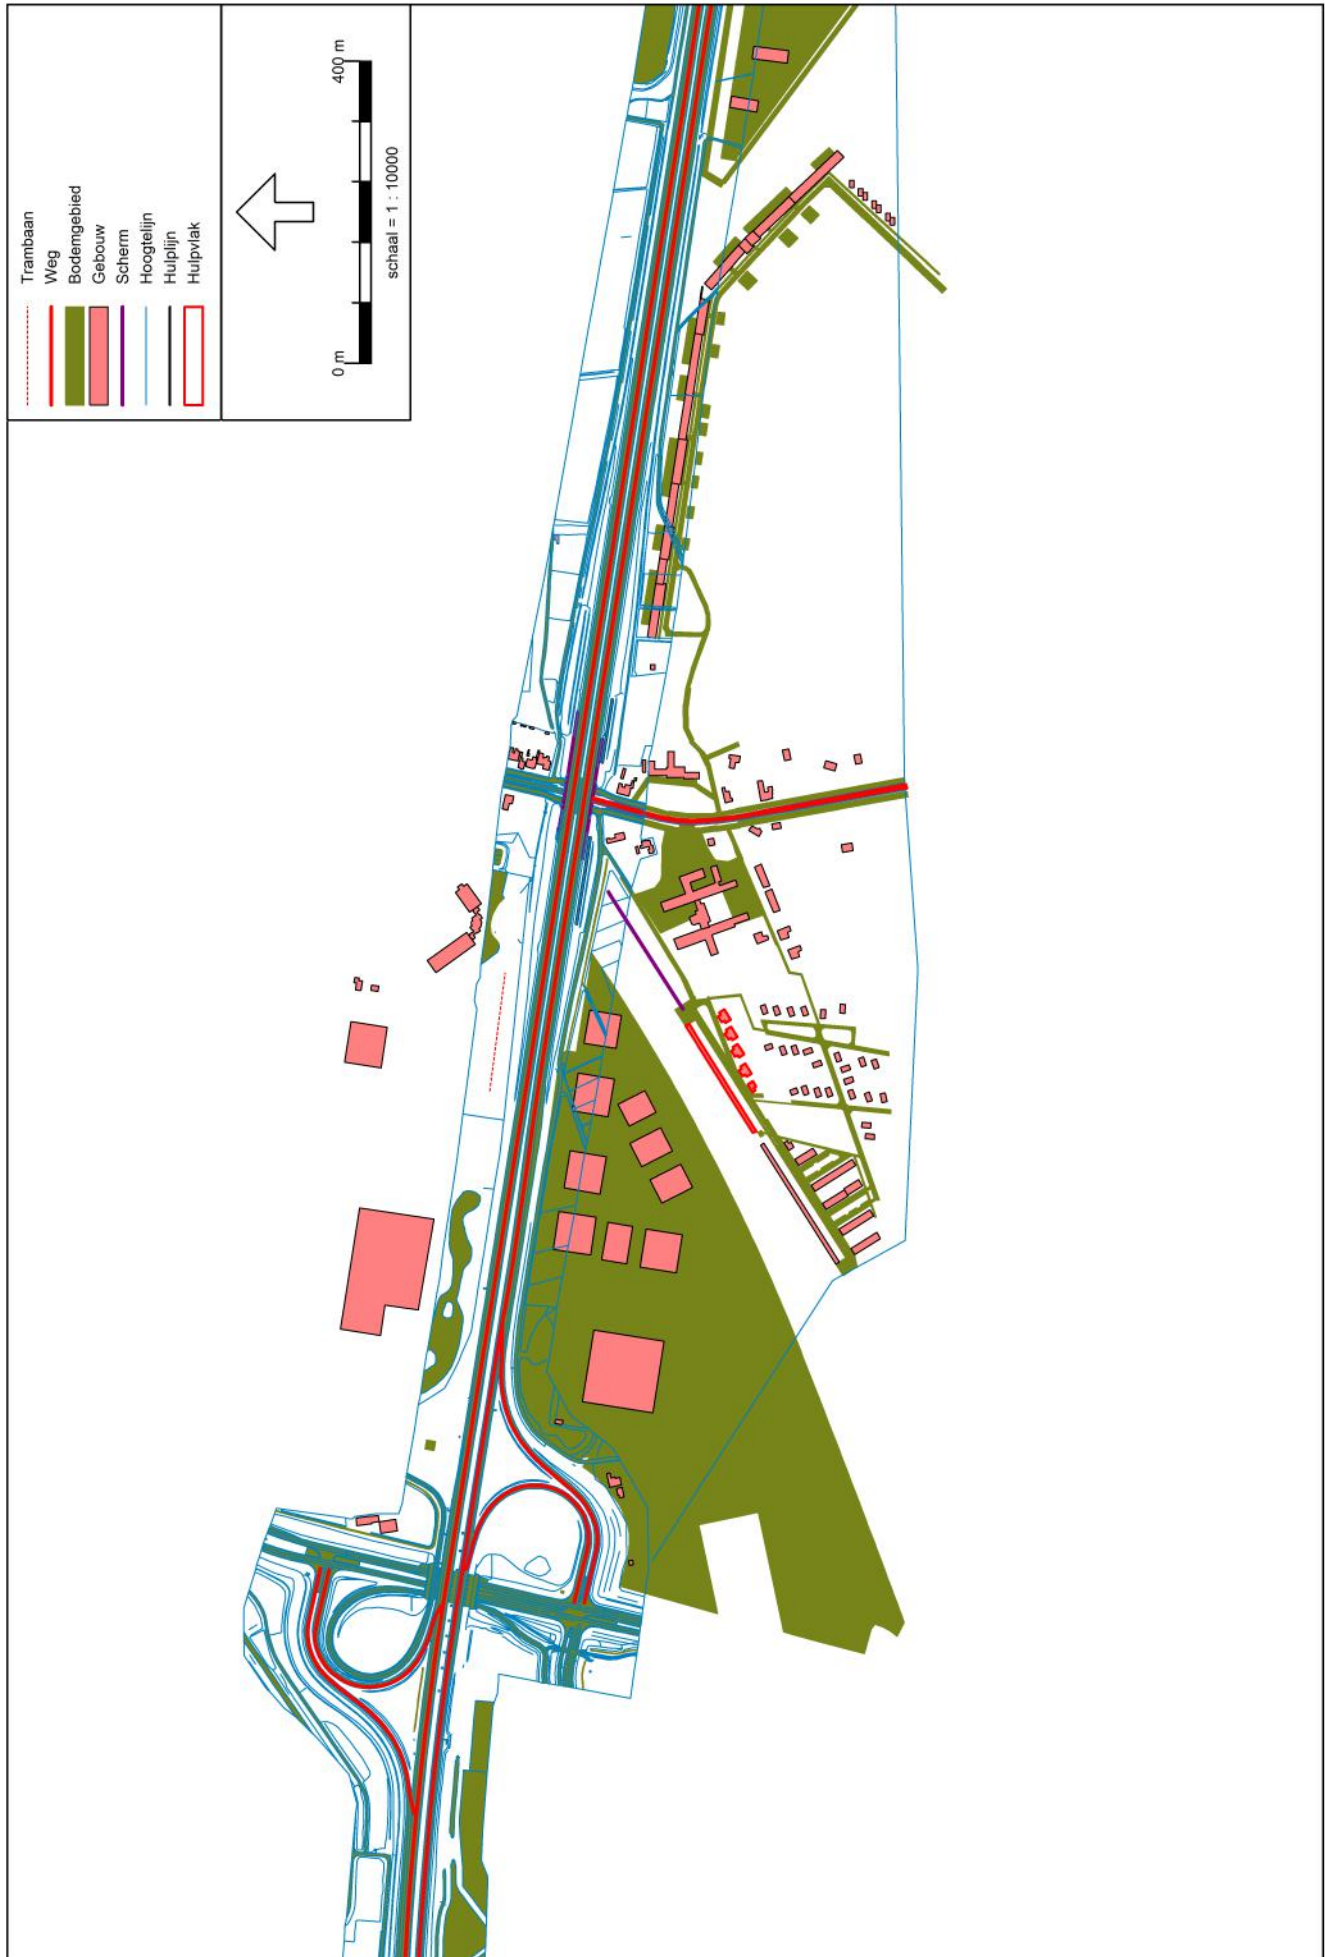 Trambaan
Weg
Bodemgebied
Gebouw
Scherm
Hoogtelijn
Hulplijn
Hulpvlak
0 m
400 m
schaal = 1 : 10000